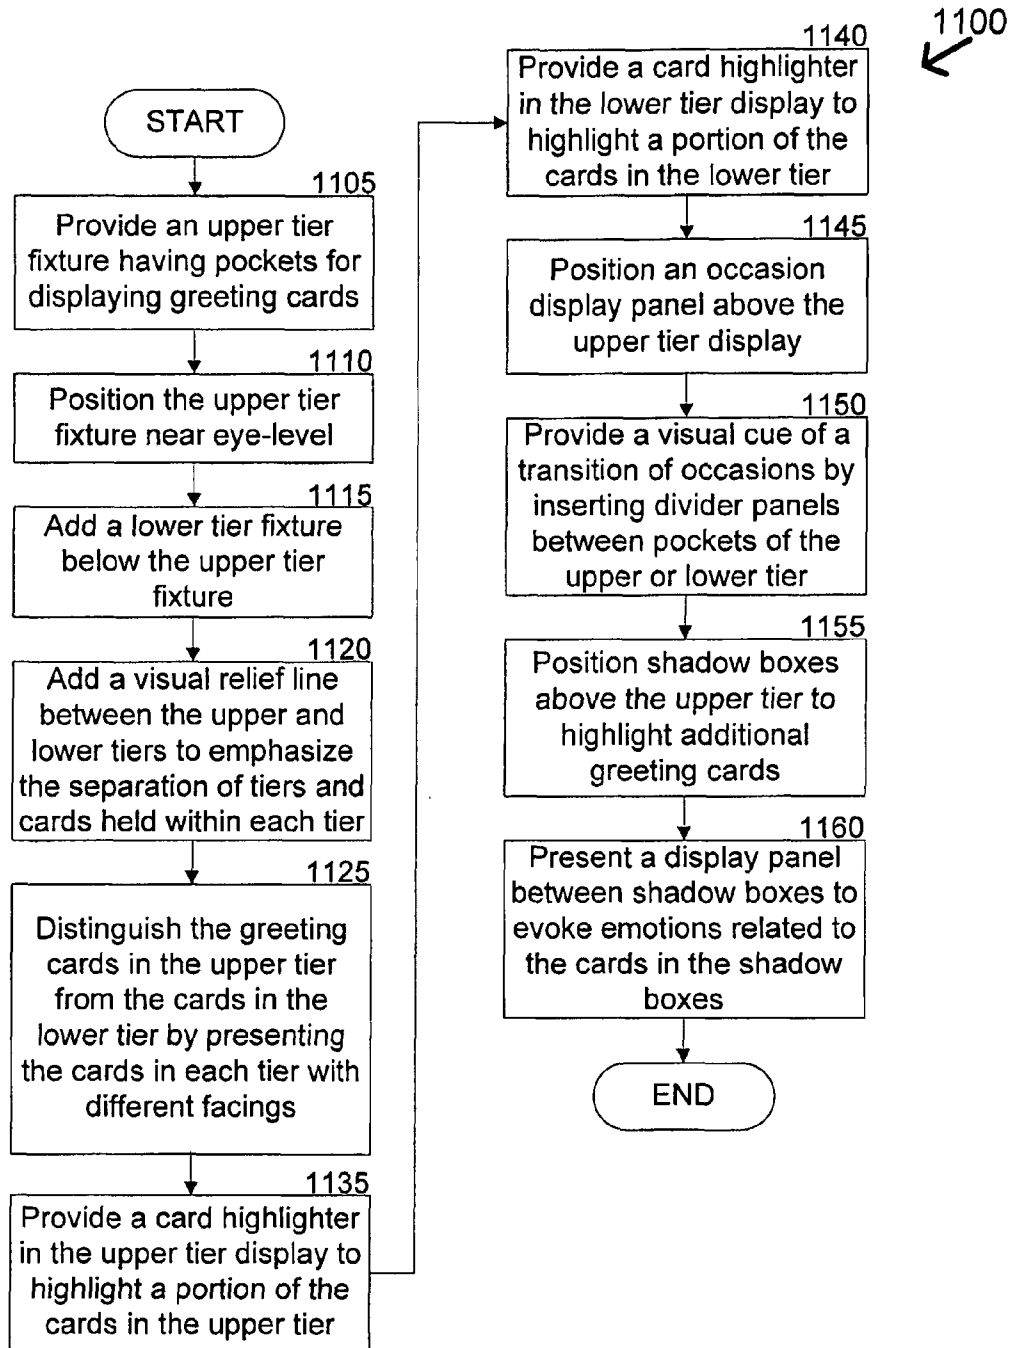 1100
START
1105
Provide an upper tier
fixture having pockets for
displaying greeting cards
1110
Position the upper tier
fixture near eye-level
1115
Add a lower tier fixture
below the upper tier
fixture
1120
Add a visual relief line
between the upper and
lower tiers to emphasize
the separation of tiers and
cards held within each tier
1125
Distinguish the greeting
cards in the upper tier
from the cards in the
lower tier by presenting
the cards in each tier with
different facings
1135
Provide a card highlighter
in the upper tier display to
highlight a portion of the
cards in the upper tier
1140
Provide a card highlighter
in the lower tier display to
highlight a portion of the
cards in the lower tier
1145
Position an occasion
display panel above the
upper tier display
1150
Provide a visual cue of a
transition of occasions by
inserting divider panels
between pockets of the
upper or lower tier
1155
Position shadow boxes
above the upper tier to
highlight additional
greeting cards
1160
Present a display panel
between shadow boxes to
evoke emotions related to
the cards in the shadow
boxes
END